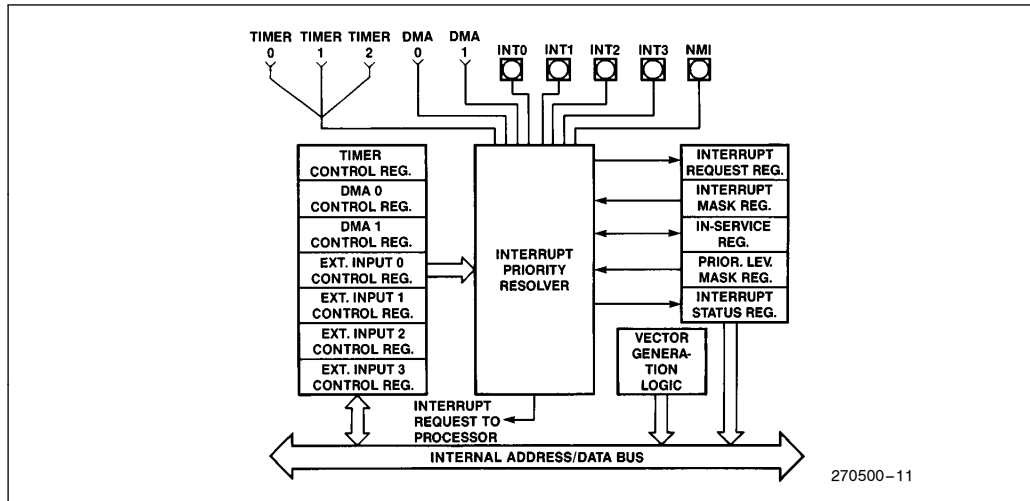 TIMER TIMER TIMER DMA DMA
0 1 2 0 1 INT0 INT1 INT2 INT3 NMI
TIMER
CONTROL REG.
DMA 0
CONTROL REG.
DMA 1
CONTROL REG.
EXT. INPUT 0
CONTROL REG.
EXT. INPUT 1
CONTROL REG.
EXT. INPUT 2
CONTROL REG.
EXT. INPUT 3
CONTROL REG.
INTERRUPT
PRIORITY
RESOLVER
INTERRUPT
REQUEST REG.
INTERRUPT
MASK REG.
IN-SERVICE
REG.
PRIOR. LEV.
MASK REG.
INTERRUPT
STATUS REG.
VECTOR
GENERA-
TION
LOGIC
INTERRUPT
REQUEST TO
PROCESSOR
INTERNAL ADDRESS/DATA BUS
270500–11